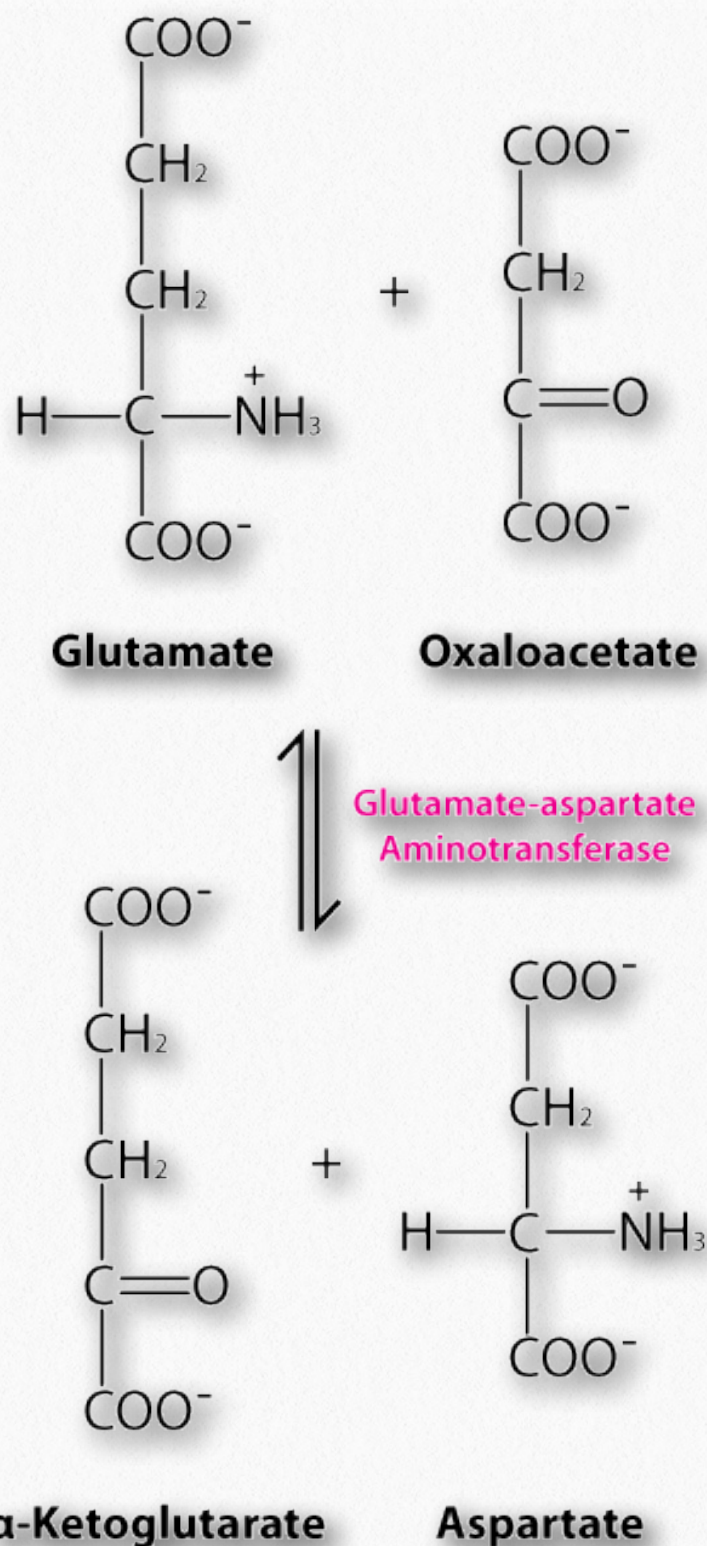 COO⁻
CH₂
CH₂
H—C—NH₃
+
COO⁻
+
COO⁻
CH₂
C=O
COO⁻
Glutamate
Oxaloacetate
Glutamate-aspartate
Aminotransferase
COO⁻
CH₂
CH₂
C=O
COO⁻
+
COO⁻
CH₂
+
H—C—NH₃
COO⁻
α-Ketoglutarate
Aspartate